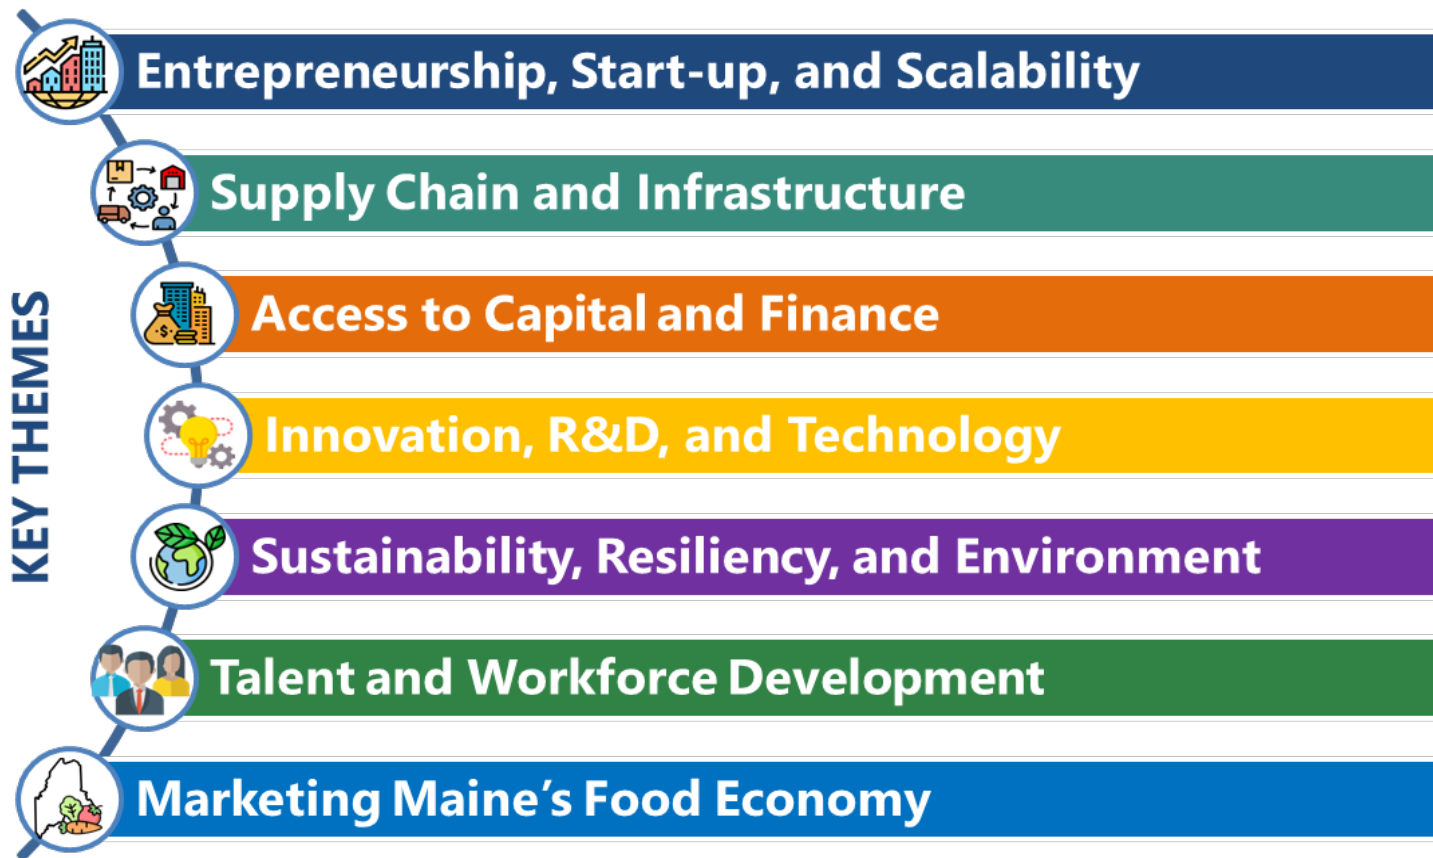 KEY THEMES
Entrepreneurship, Start-up, and Scalability
Supply Chain and Infrastructure
Access to Capital and Finance
Innovation, R&D, and Technology
Sustainability, Resiliency, and Environment
Talent and Workforce Development
Marketing Maine’s Food Economy